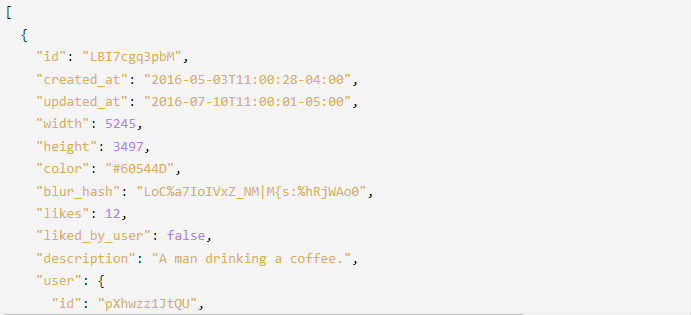 [
  {
    "id": "LBI7cgq3pbM",
    "created_at": "2016-05-03T11:00:28-04:00",
    "updated_at": "2016-07-10T11:00:01-05:00",
    "width": 5245,
    "height": 3497,
    "color": "#60544D",
    "blur_hash": "LoC%a7IoIVxZ_NM|M{s:%hRjWAo0",
    "likes": 12,
    "liked_by_user": false,
    "description": "A man drinking a coffee.",
    "user": {
      "id": "pXhwzz1JtQU",